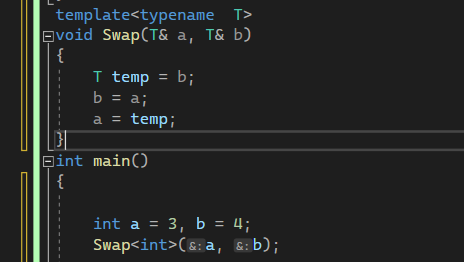 template<typename  T>
void Swap(T& a, T& b)
{
    T temp = b;
    b = a;
    a = temp;
}
int main()
{
    int a = 3, b = 4;
    Swap<int>(&:a, &:b);